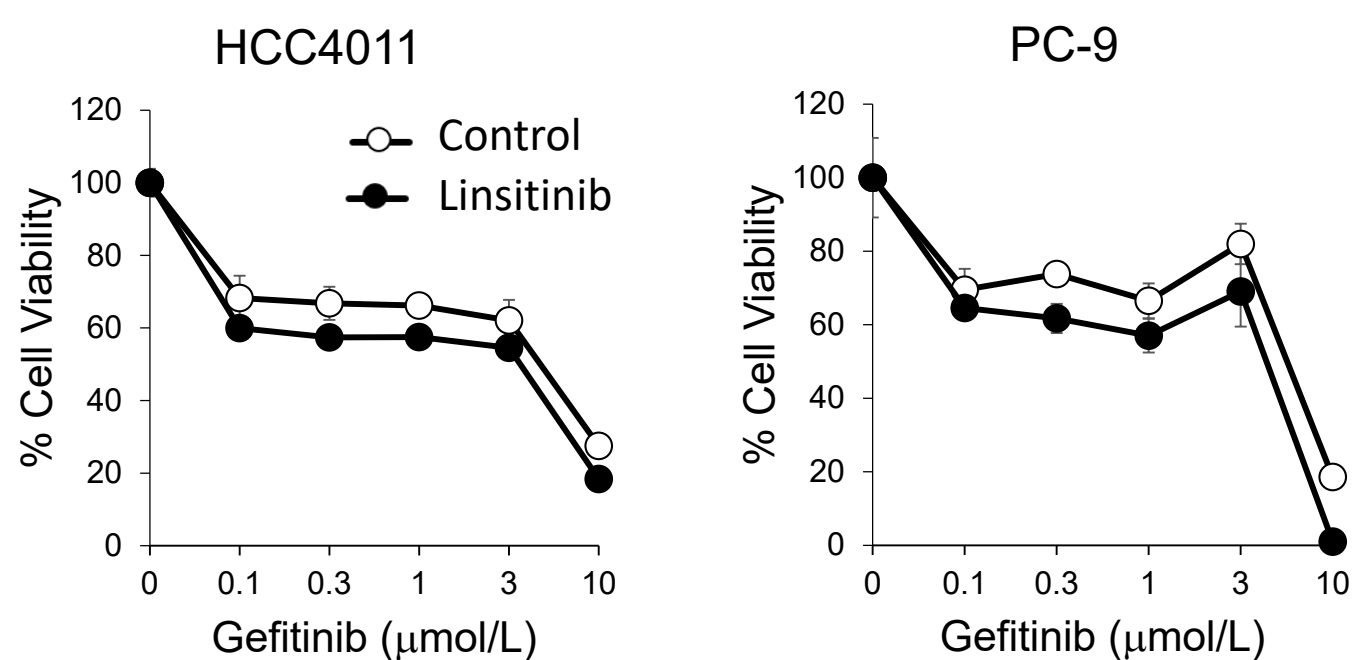 HCC4011
120
100
80
60
40
20
0
% Cell Viability
Control
Linsitinib
0 0.1 0.3 1 3 10
Gefitinib (μmol/L)
PC-9
120
100
80
60
40
20
0
% Cell Viability
0 0.1 0.3 1 3 10
Gefitinib (μmol/L)